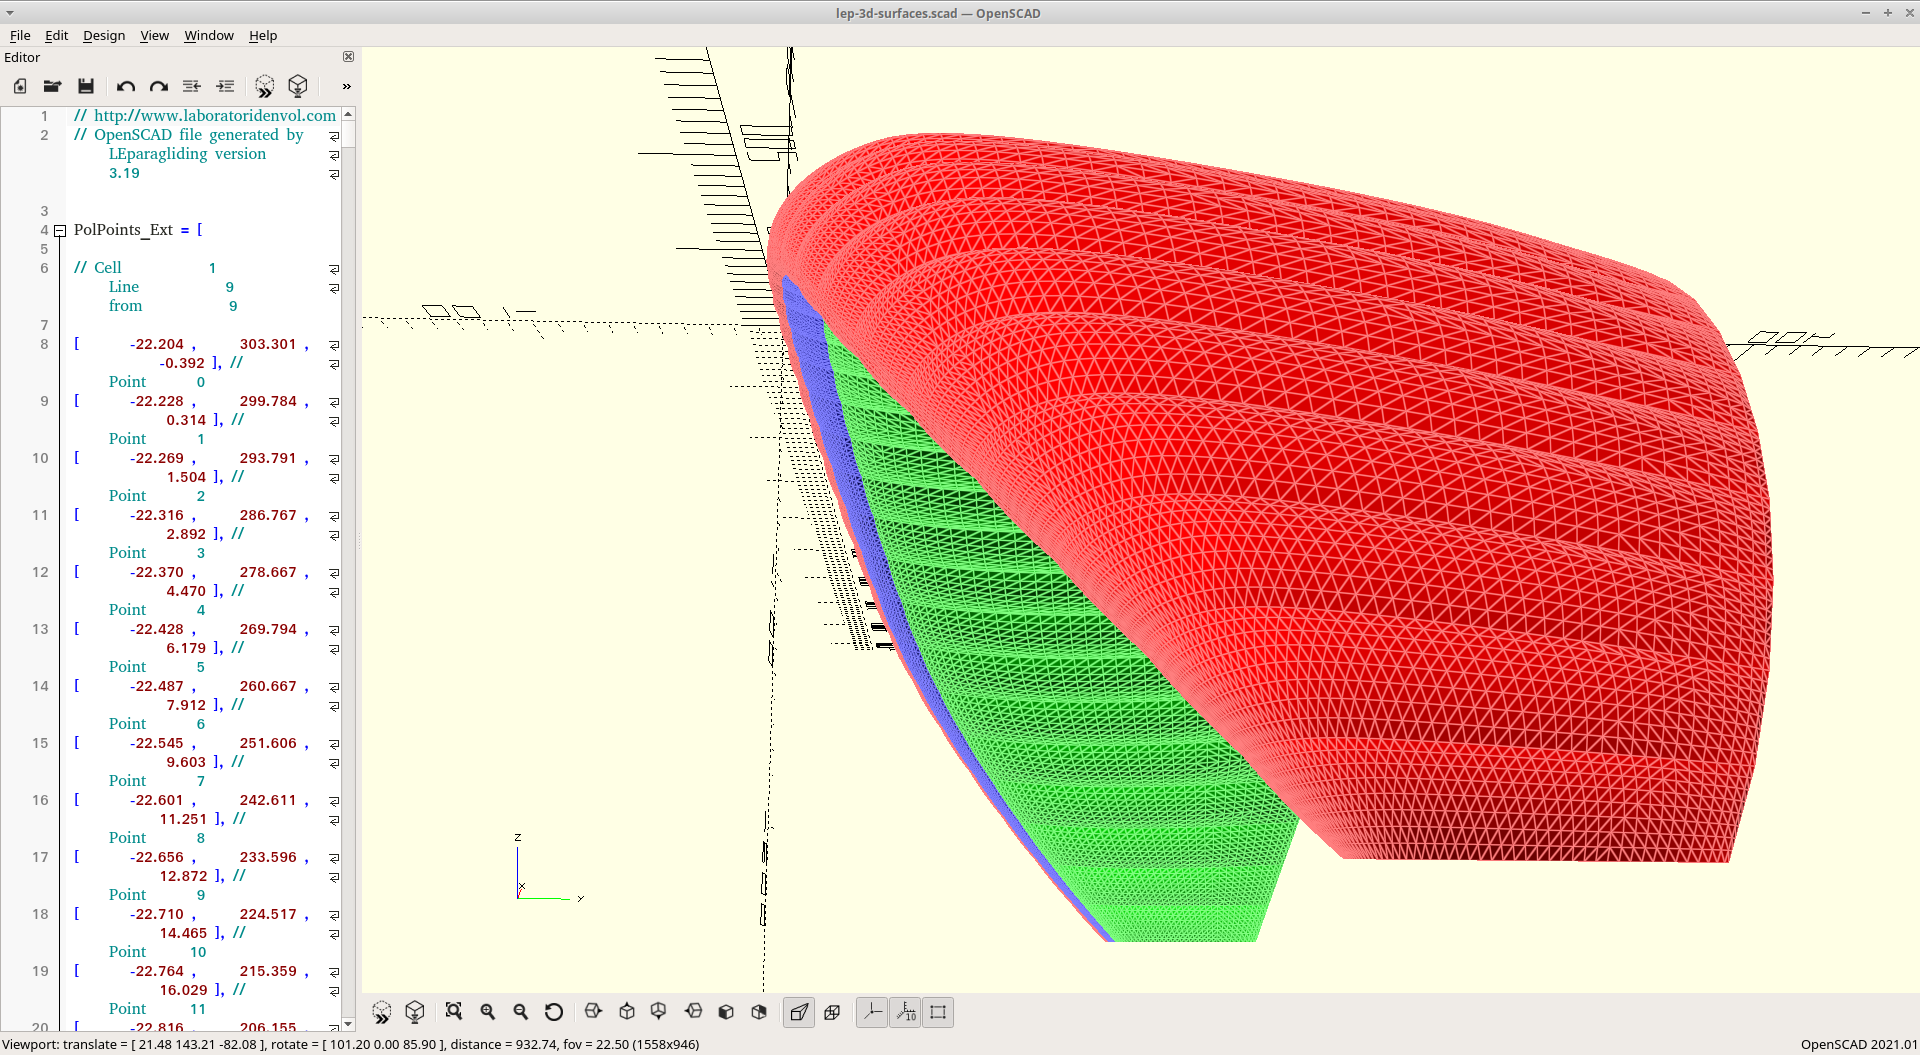 lep-3d-surfaces.scad — OpenSCAD
File Edit Design View Window Help
Editor
1 // http://www.laboratoridenvol.com
2 // OpenSCAD file generated by
LEparagliding version
3.19
3
4 PolPoints_Ext = [
5
6 // Cell 1
Line 9
from 9
7
8 [ -22.204 , 303.301 ,
-0.392 ], //
Point 0
9 [ -22.228 , 299.784 ,
0.314 ], //
Point 1
10 [ -22.269 , 293.791 ,
1.504 ], //
Point 2
11 [ -22.316 , 286.767 ,
2.892 ], //
Point 3
12 [ -22.370 , 278.667 ,
4.470 ], //
Point 4
13 [ -22.428 , 269.794 ,
6.179 ], //
Point 5
14 [ -22.487 , 260.667 ,
7.912 ], //
Point 6
15 [ -22.545 , 251.606 ,
9.603 ], //
Point 7
16 [ -22.601 , 242.611 ,
11.251 ], //
Point 8
17 [ -22.656 , 233.596 ,
12.872 ], //
Point 9
18 [ -22.710 , 224.517 ,
14.465 ], //
Point 10
19 [ -22.764 , 215.359 ,
16.029 ], //
Point 11
20 [ -22.816 , 206.155 ,
z
x
y
10
Viewport: translate = [ 21.48 143.21 -82.08 ], rotate = [ 101.20 0.00 85.90 ], distance = 932.74, fov = 22.50 (1558x946)
OpenSCAD 2021.01